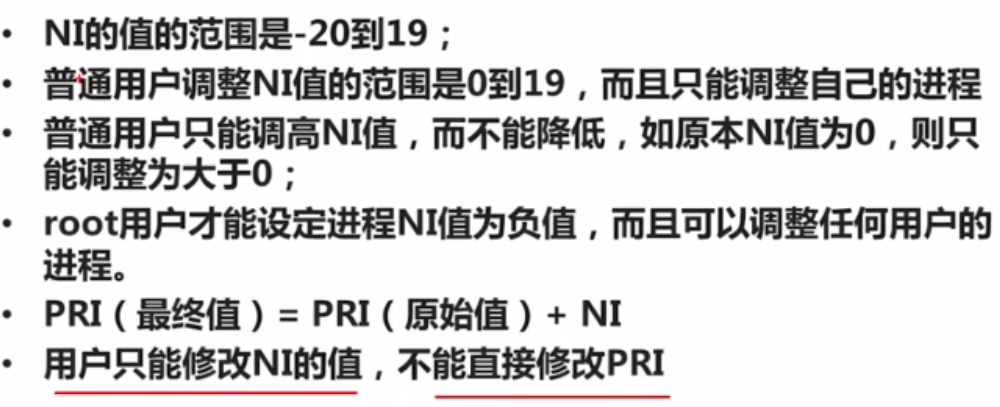 • NI的值的范围是-20到19；
• 普通用户调整NI值的范围是0到19，而且只能调整自己的进程
• 普通用户只能调高NI值，而不能降低，如原本NI值为0，则只
能调整为大于0；
• root用户才能设定进程NI值为负值，而且可以调整任何用户的
进程。
• PRI（最终值）= PRI（原始值）+ NI
• 用户只能修改NI的值，不能直接修改PRI